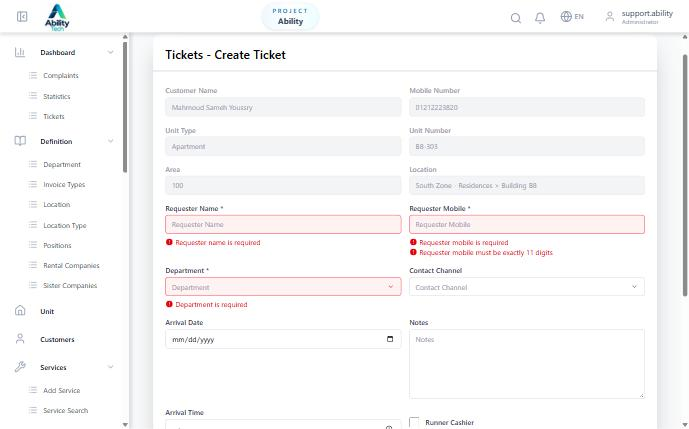 Ability
Tech
PROJECT
Ability
EN
support.ability
Administrator
Dashboard
Complaints
Statistics
Tickets
Definition
Department
Invoice Types
Location
Location Type
Positions
Rental Companies
Sister Companies
Unit
Customers
Services
Add Service
Service Search
Tickets - Create Ticket
Customer Name
Mahmoud Sameh Youssry
Mobile Number
01212223820
Unit Type
Apartment
Unit Number
B8-303
Area
100
Location
South Zone - Residences > Building B8
Requester Name *
Requester Name
Requester name is required
Requester Mobile *
Requester Mobile
Requester mobile is required
Requester mobile must be exactly 11 digits
Department *
Department
Department is required
Contact Channel
Contact Channel
Arrival Date
mm/dd/yyyy
Notes
Notes
Arrival Time
Runner Cashier